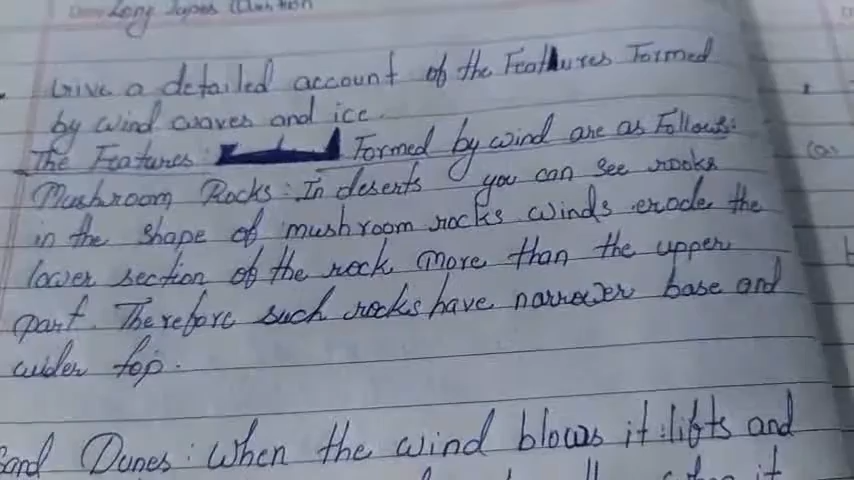 Long Types Question
Give a detailed account of the Features Formed
by wind waves and ice.
The Features: Formed by wind are as Follows:
Mushroom Rocks: In deserts you can see rooks
in the shape of mushroom rocks winds erode the
lower section of the rock more than the upper
part. Therefore such rocks have narrower base and
wider top.
Sand Dunes: When the wind blows it lifts and
it